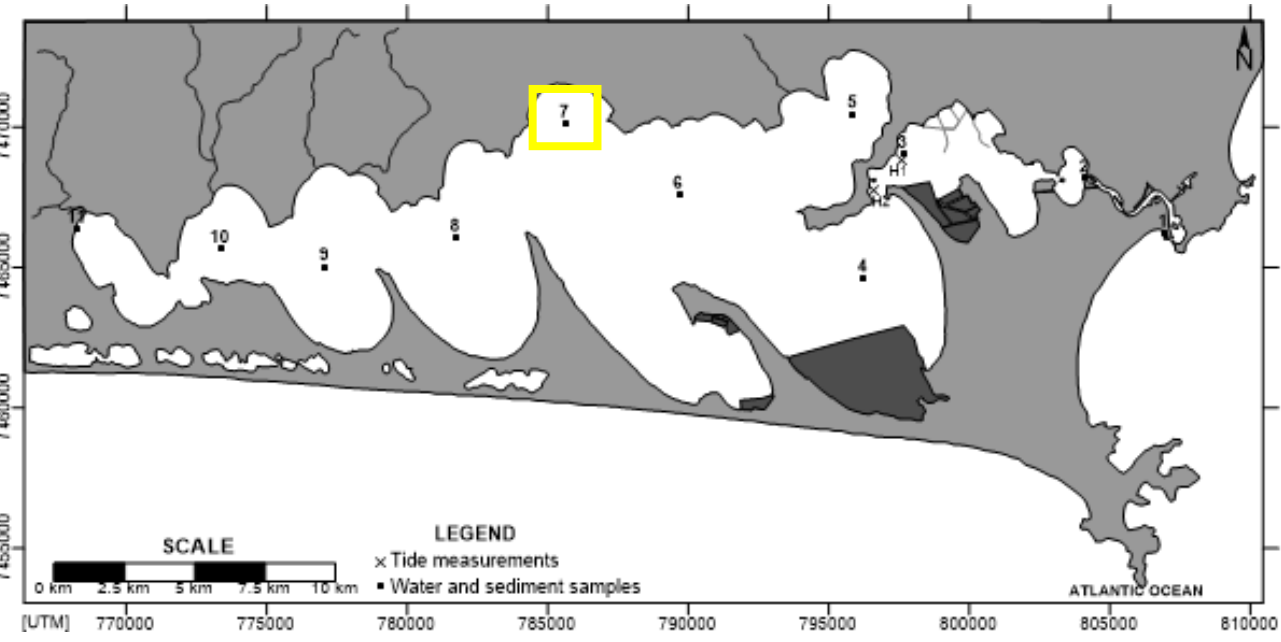 N
7
5
7470000
3
H1
2
6
11
H2
1
10
8
9
4
7465000
7460000
LEGEND
SCALE
× Tide measurements
7455000
0 km 2.5 km 5 km 7.5 km 10 km
▪ Water and sediment samples
ATLANTIC OCEAN
[UTM] 770000 775000 780000 785000 790000 795000 800000 805000 810000